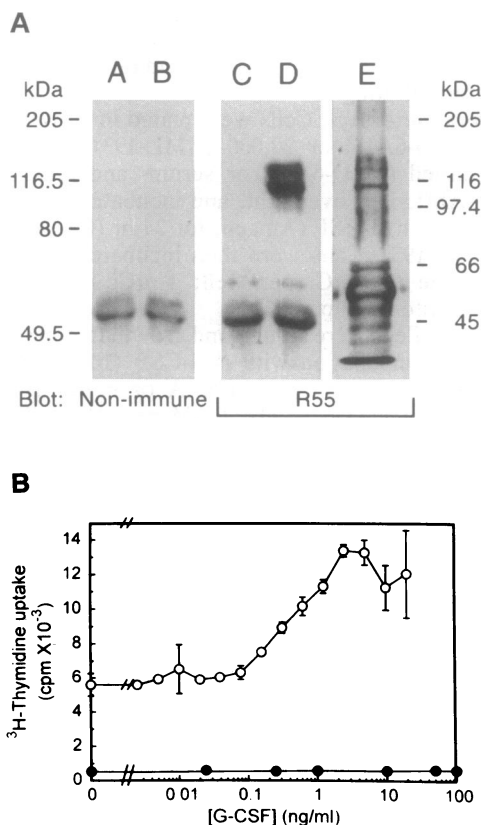 A
A B C D E
kDa kDa
205 205
116.5 116
97.4
80
66
49.5 45
Blot: Non-immune R55
B
³H-Thymidine uptake
(cpm X10⁻³)
14
12
10
8
6
4
2
0
0 0 01 0.1 1 10 100
[G-CSF] (ng/ml)